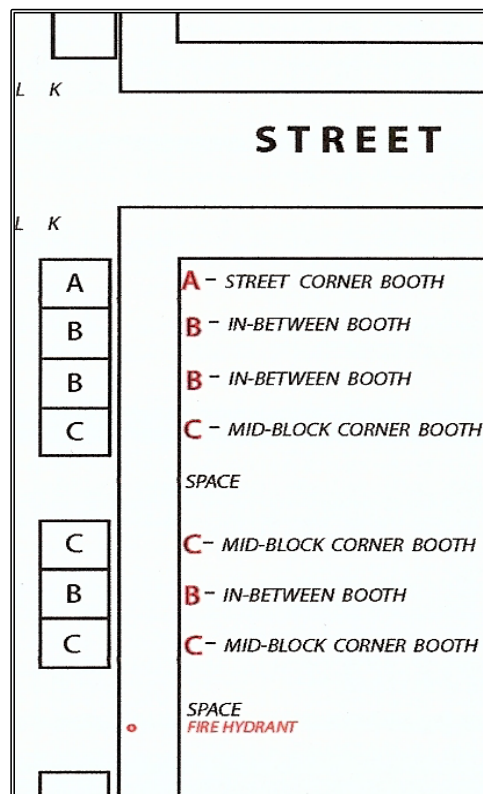 L K
STREET
L K
A A – STREET CORNER BOOTH
B B – IN-BETWEEN BOOTH
B B – IN-BETWEEN BOOTH
C C – MID-BLOCK CORNER BOOTH
SPACE
C C – MID-BLOCK CORNER BOOTH
B B – IN-BETWEEN BOOTH
C C – MID-BLOCK CORNER BOOTH
SPACE
FIRE HYDRANT